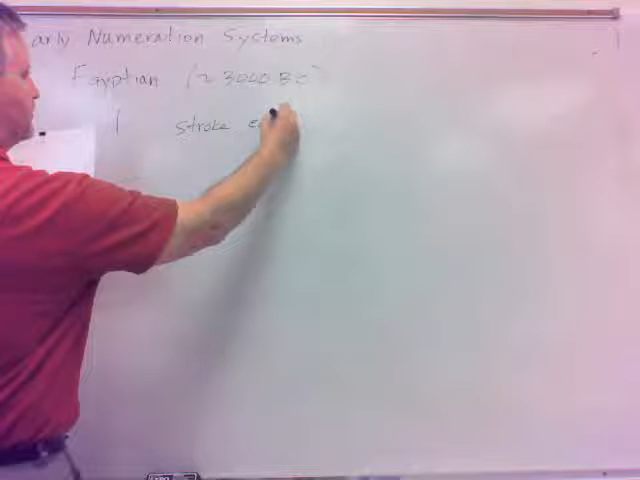 arly Numeration Systems
Egyptian (~ 3000 BC
| stroke